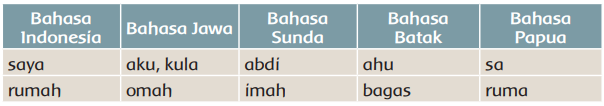 Bahasa Indonesia Bahasa Jawa Bahasa Sunda Bahasa Batak Bahasa Papua
saya aku, kula abdi ahu sa
rumah omah imah bagas ruma